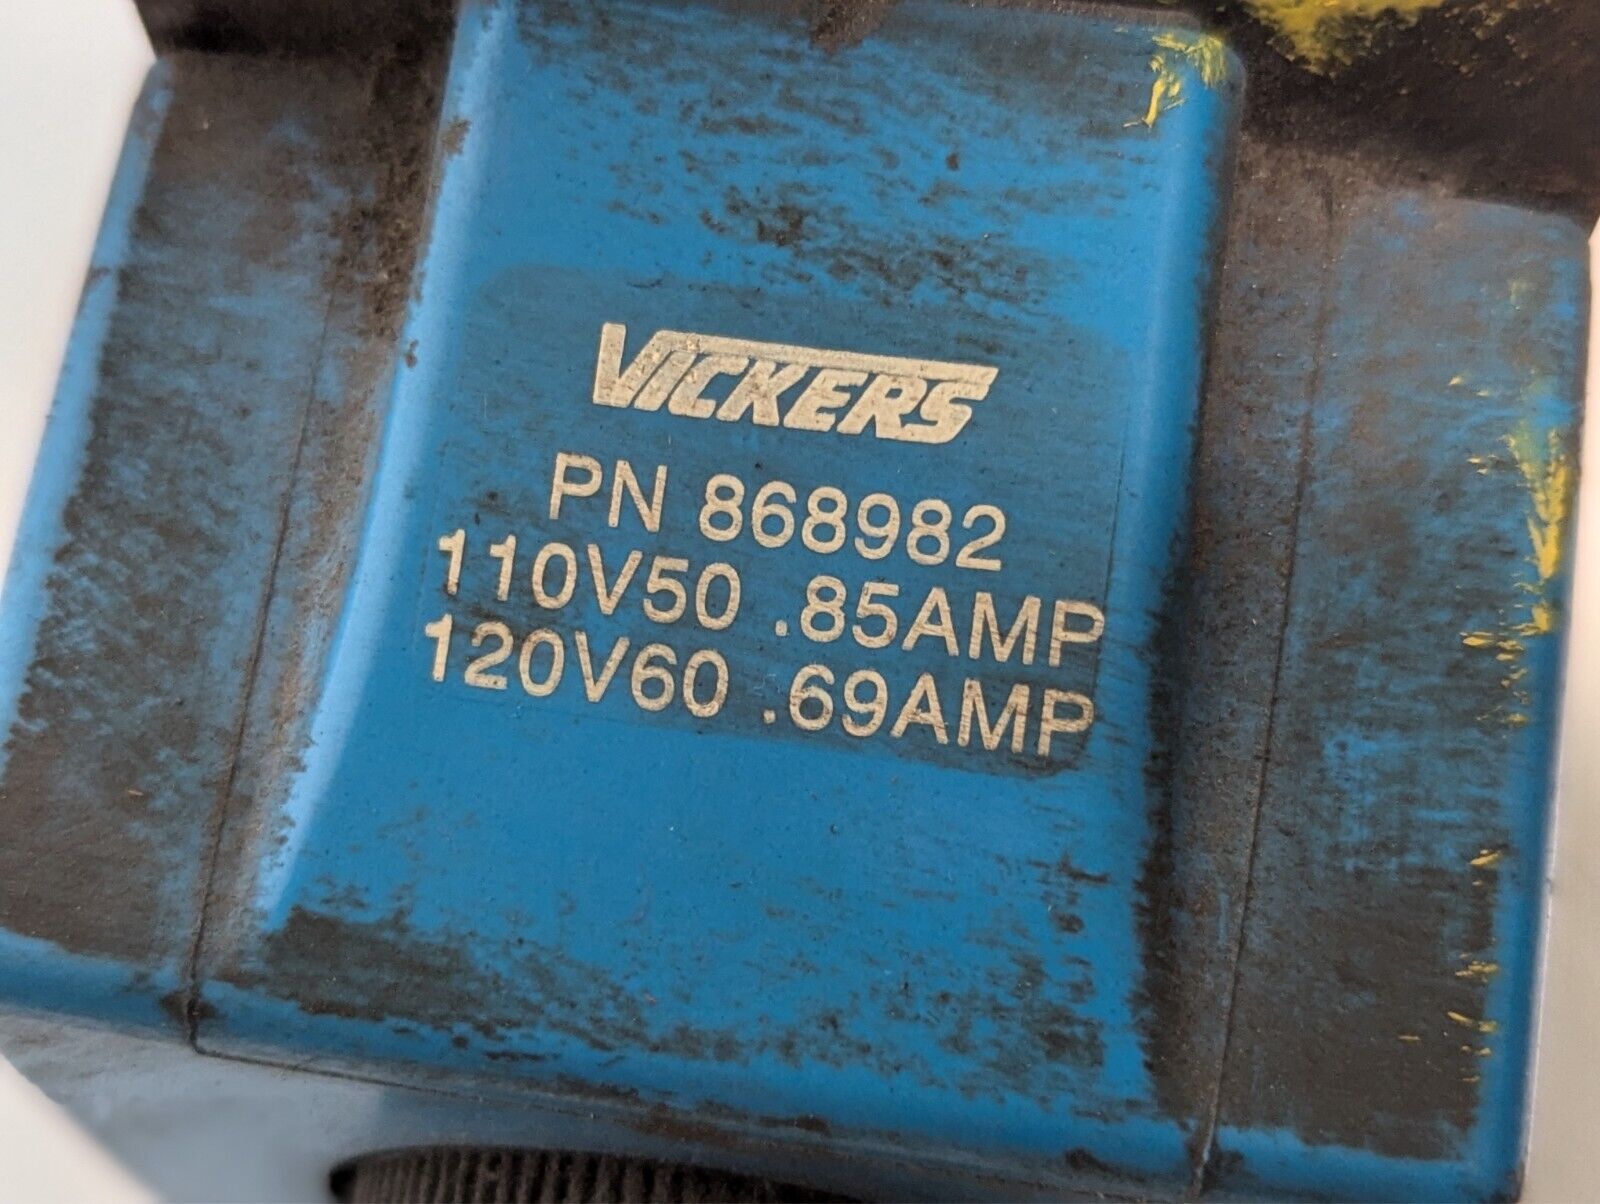 VICKERS
PN 868982
110V50 .85AMP
120V60 .69AMP